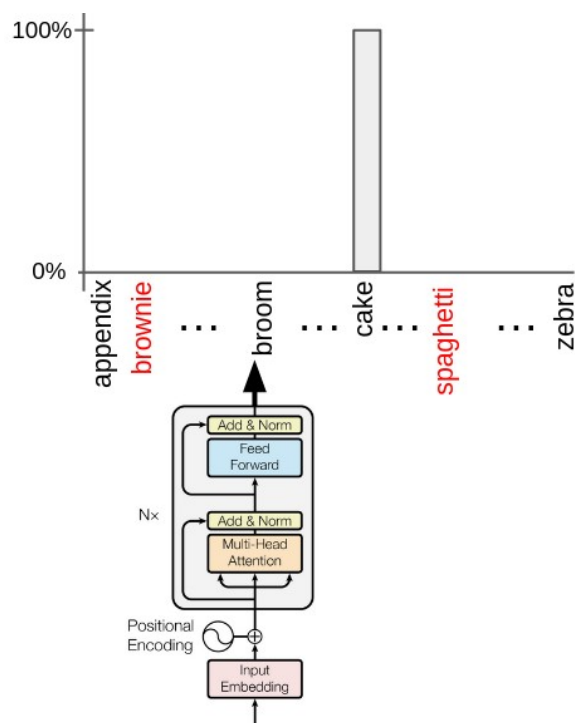 100%
0%
appendix
brownie
...
broom
...
cake
...
spaghetti
...
zebra
Add & Norm
Feed
Forward
Nx
Add & Norm
Multi-Head
Attention
Positional
Encoding
Input
Embedding